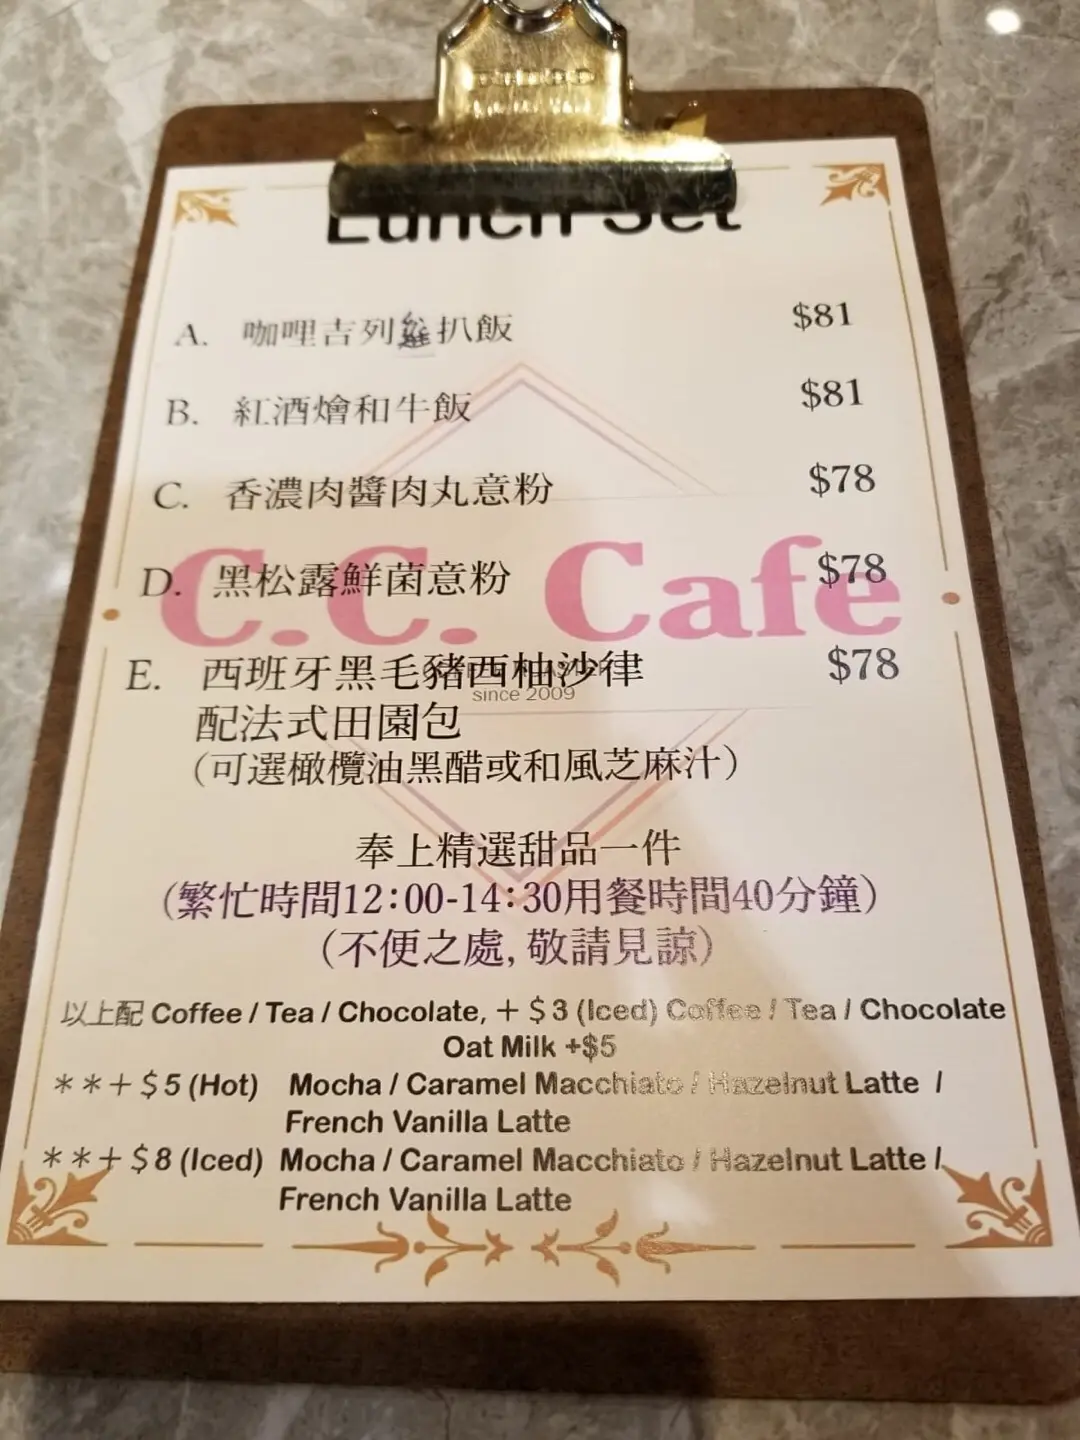 Lunch Set
A. 咖哩吉列雞扒飯 $81
B. 紅酒燴和牛飯 $81
C. 香濃肉醬肉丸意粉 $78
D. 黑松露鮮菌意粉 $78
C.C. Cafe
E. 西班牙黑毛豬西柚沙律 $78
since 2009
配法式田園包
(可選橄欖油黑醋或和風芝麻汁)
奉上精選甜品一件
(繁忙時間12:00-14:30用餐時間40分鐘)
(不便之處, 敬請見諒)
以上配 Coffee / Tea / Chocolate, + $3 (Iced) Coffee / Tea / Chocolate
Oat Milk +$5
**+$5 (Hot) Mocha / Caramel Macchiato / Hazelnut Latte /
French Vanilla Latte
**+$8 (Iced) Mocha / Caramel Macchiato / Hazelnut Latte /
French Vanilla Latte